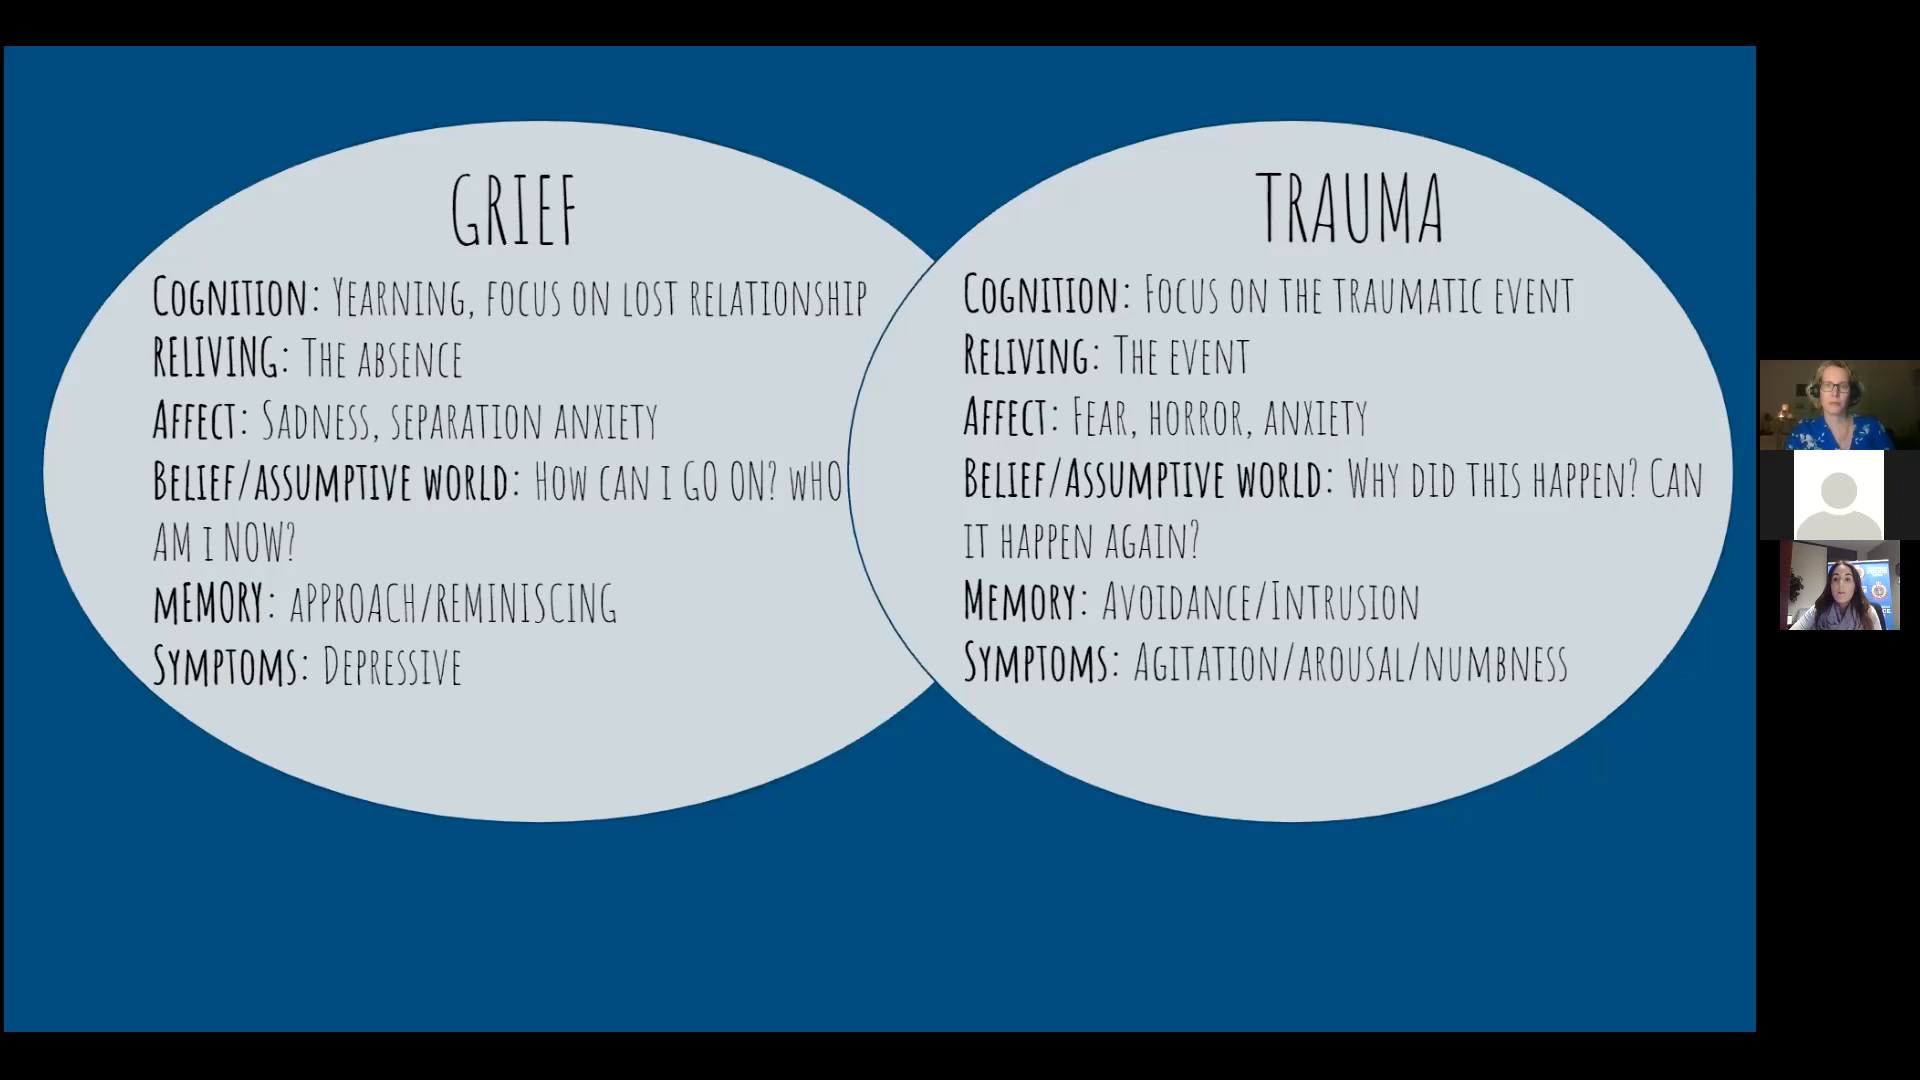 GRIEF
COGNITION: YEARNING, FOCUS ON LOST RELATIONSHIP
RELIVING: THE ABSENCE
AFFECT: SADNESS, SEPARATION ANXIETY
BELIEF/ASSUMPTIVE WORLD: HOW CAN I GO ON? WHO
AM I NOW?
MEMORY: APPROACH/REMINISCING
SYMPTOMS: DEPRESSIVE
TRAUMA
COGNITION: FOCUS ON THE TRAUMATIC EVENT
RELIVING: THE EVENT
AFFECT: FEAR, HORROR, ANXIETY
BELIEF/ASSUMPTIVE WORLD: WHY DID THIS HAPPEN? CAN
IT HAPPEN AGAIN?
MEMORY: AVOIDANCE/INTRUSION
SYMPTOMS: AGITATION/AROUSAL/NUMBNESS